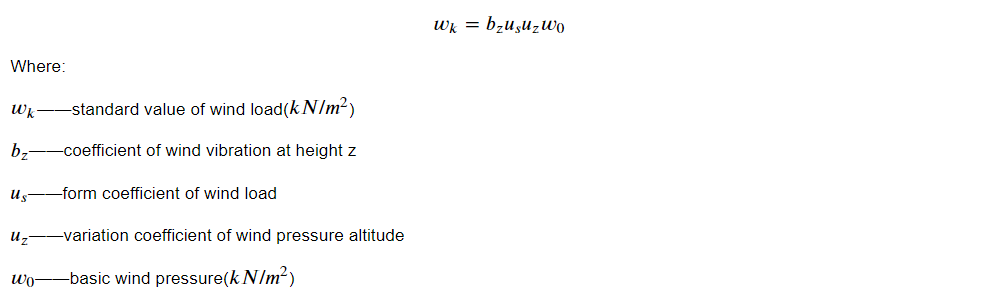 w_k = b_z u_s u_z w_0
Where:
w_k——standard value of wind load(kN/m²)
b_z——coefficient of wind vibration at height z
u_s——form coefficient of wind load
u_z——variation coefficient of wind pressure altitude
w_0——basic wind pressure(kN/m²)